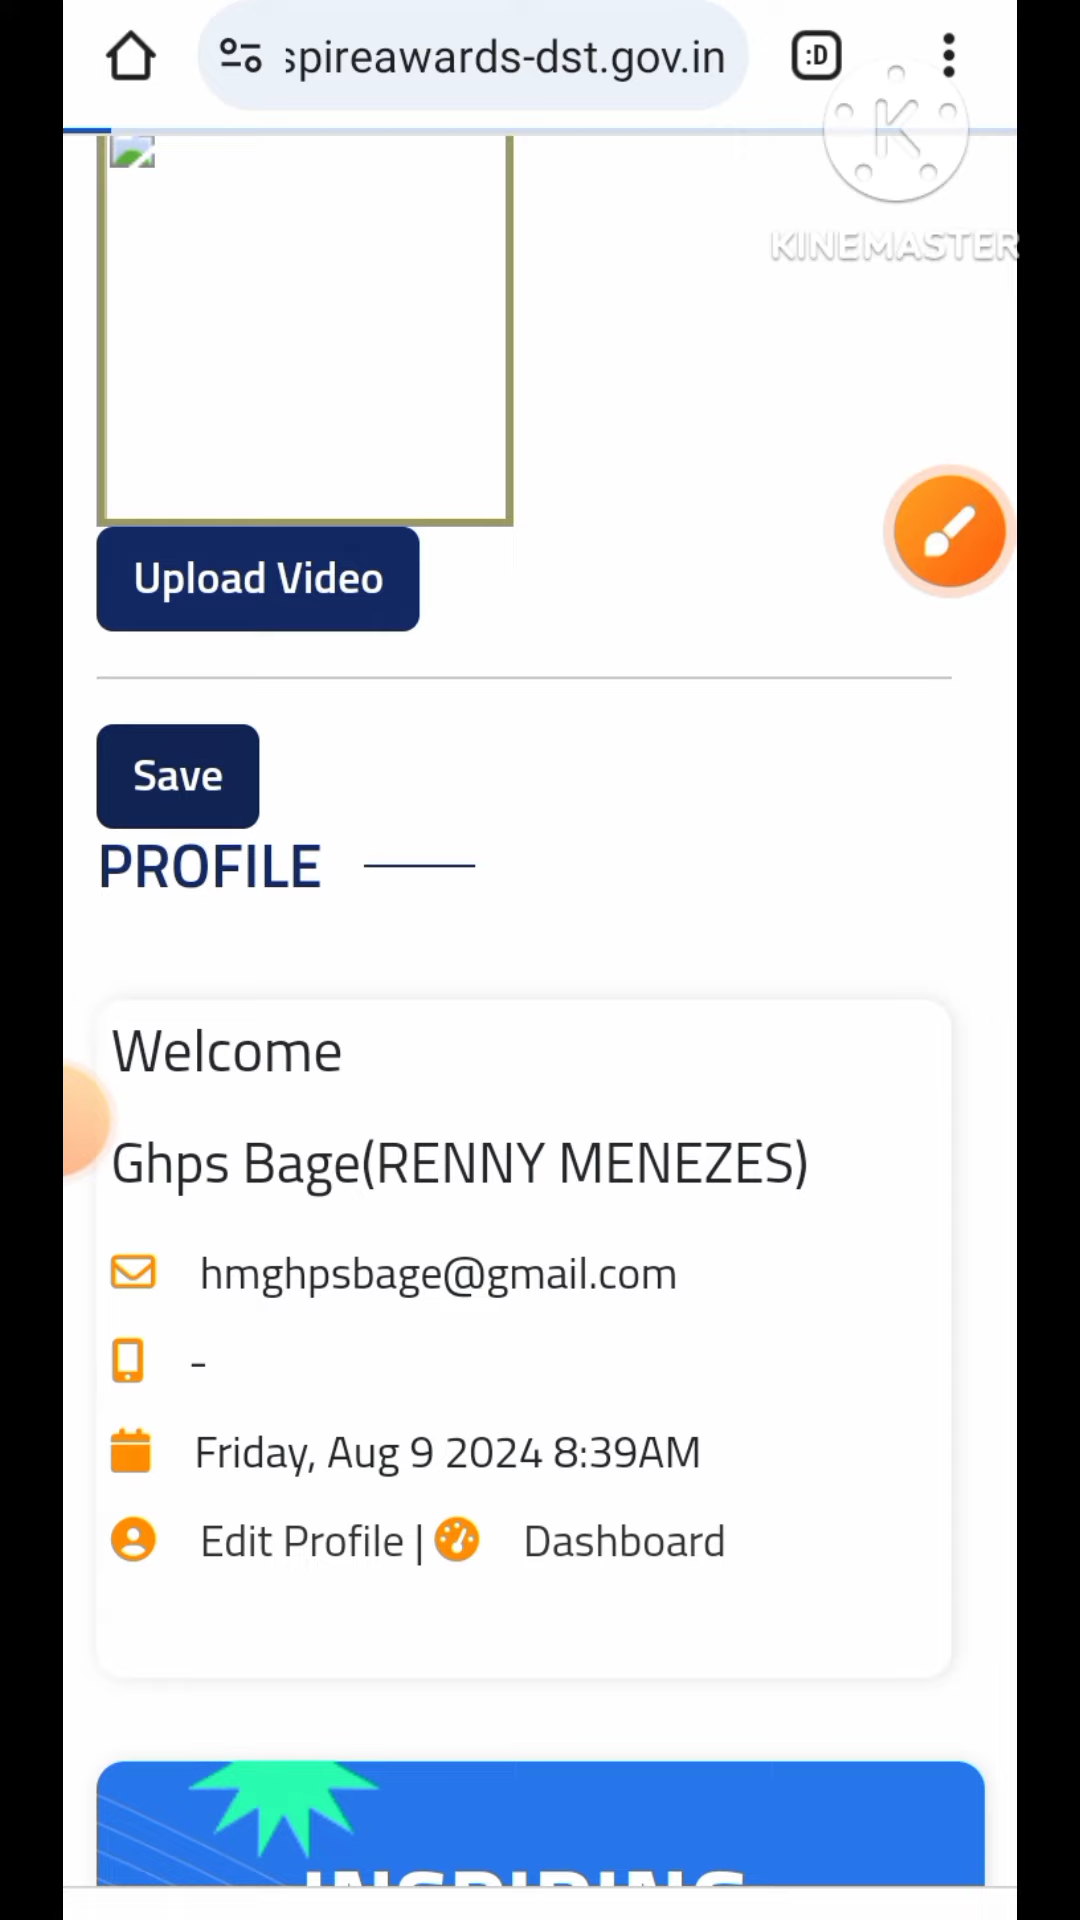 spireawards-dst.gov.in
:D
K
KINEMASTER
Upload Video
Save
PROFILE
Welcome
Ghps Bage(RENNY MENEZES)
hmghpsbage@gmail.com
-
Friday, Aug 9 2024 8:39AM
Edit Profile | Dashboard
INSPIRING